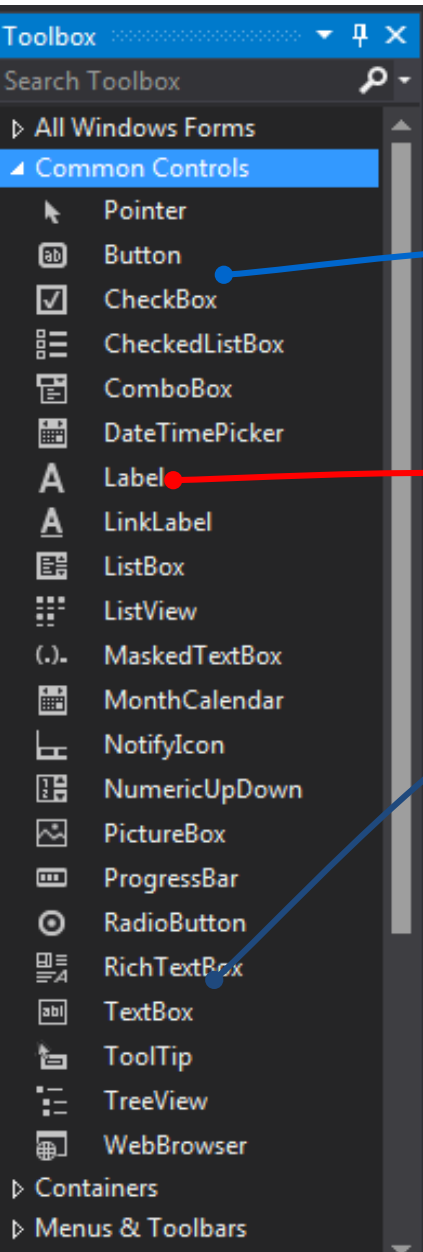 Toolbox
Search Toolbox
All Windows Forms
Common Controls
Pointer
Button
CheckBox
CheckedListBox
ComboBox
DateTimePicker
Label
LinkLabel
ListBox
ListView
MaskedTextBox
MonthCalendar
NotifyIcon
NumericUpDown
PictureBox
ProgressBar
RadioButton
RichTextBox
TextBox
ToolTip
TreeView
WebBrowser
Containers
Menus & Toolbars